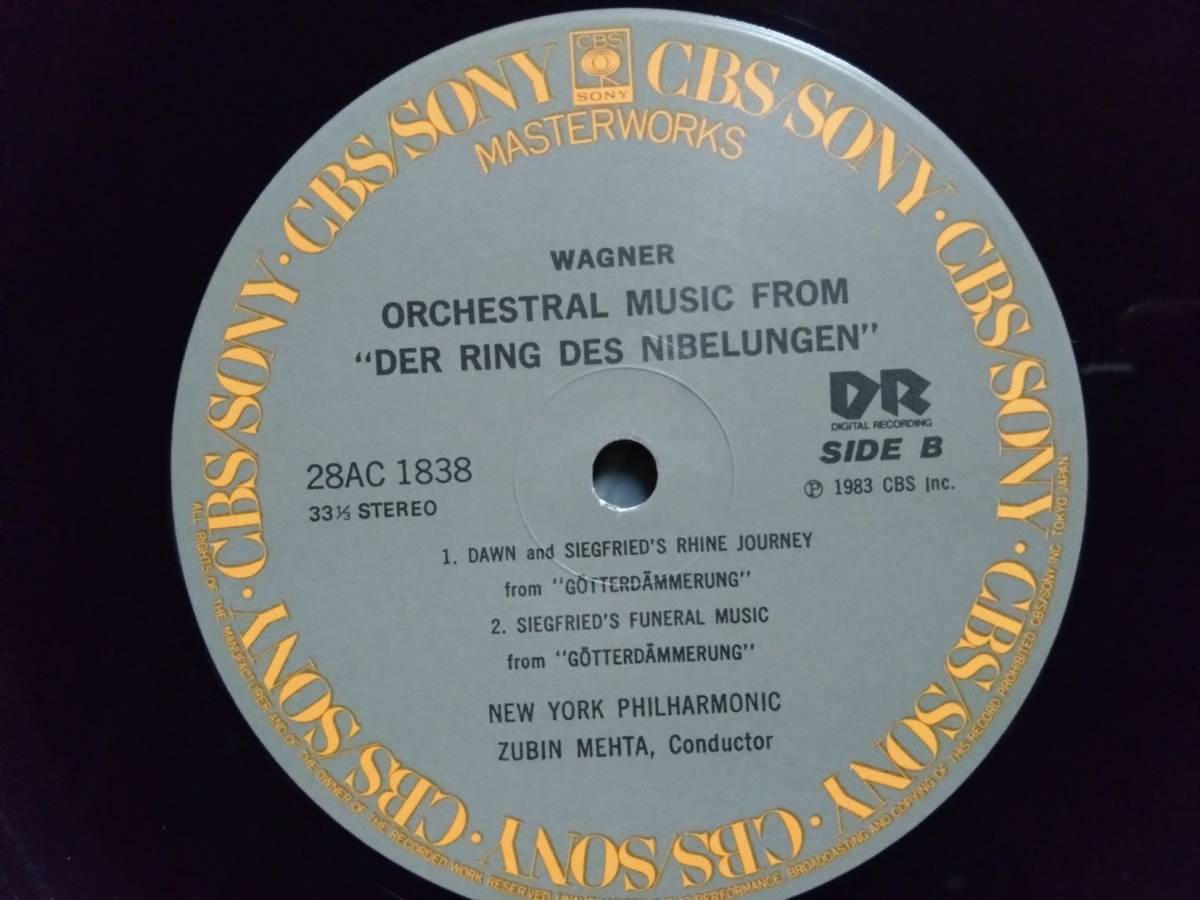 CBS
SONY
CBS/SONY · CBS/SONY · CBS/SONY · CBS/SONY · CBS/SONY · CBS/SONY · CBS/SONY · CBS/SONY · CBS/SONY
MASTERWORKS
WAGNER
ORCHESTRAL MUSIC FROM
“DER RING DES NIBELUNGEN”
DR
DIGITAL RECORDING
28AC 1838
SIDE B
33⅓ STEREO
Ⓟ 1983 CBS Inc.
1. DAWN and SIEGFRIED'S RHINE JOURNEY
from “GÖTTERDÄMMERUNG”
2. SIEGFRIED'S FUNERAL MUSIC
from “GÖTTERDÄMMERUNG”
NEW YORK PHILHARMONIC
ZUBIN MEHTA, Conductor
ALL RIGHTS OF THE MANUFACTURER AND OF THE OWNER OF THE RECORDED WORK RESERVED PERFORMANCE, BROADCASTING AND COPYING OF THIS RECORD PROHIBITED CBS/SONY INC TOKYO JAPAN